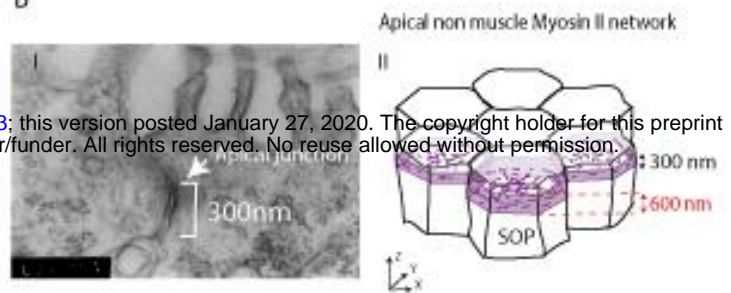 Apical non muscle Myosin II network
I
II
3; this version posted January 27, 2020. The copyright holder for this preprint
r/funder. All rights reserved. No reuse allowed without permission.
Apical junction
300nm
300 nm
600 nm
SOP
Z
Y
X